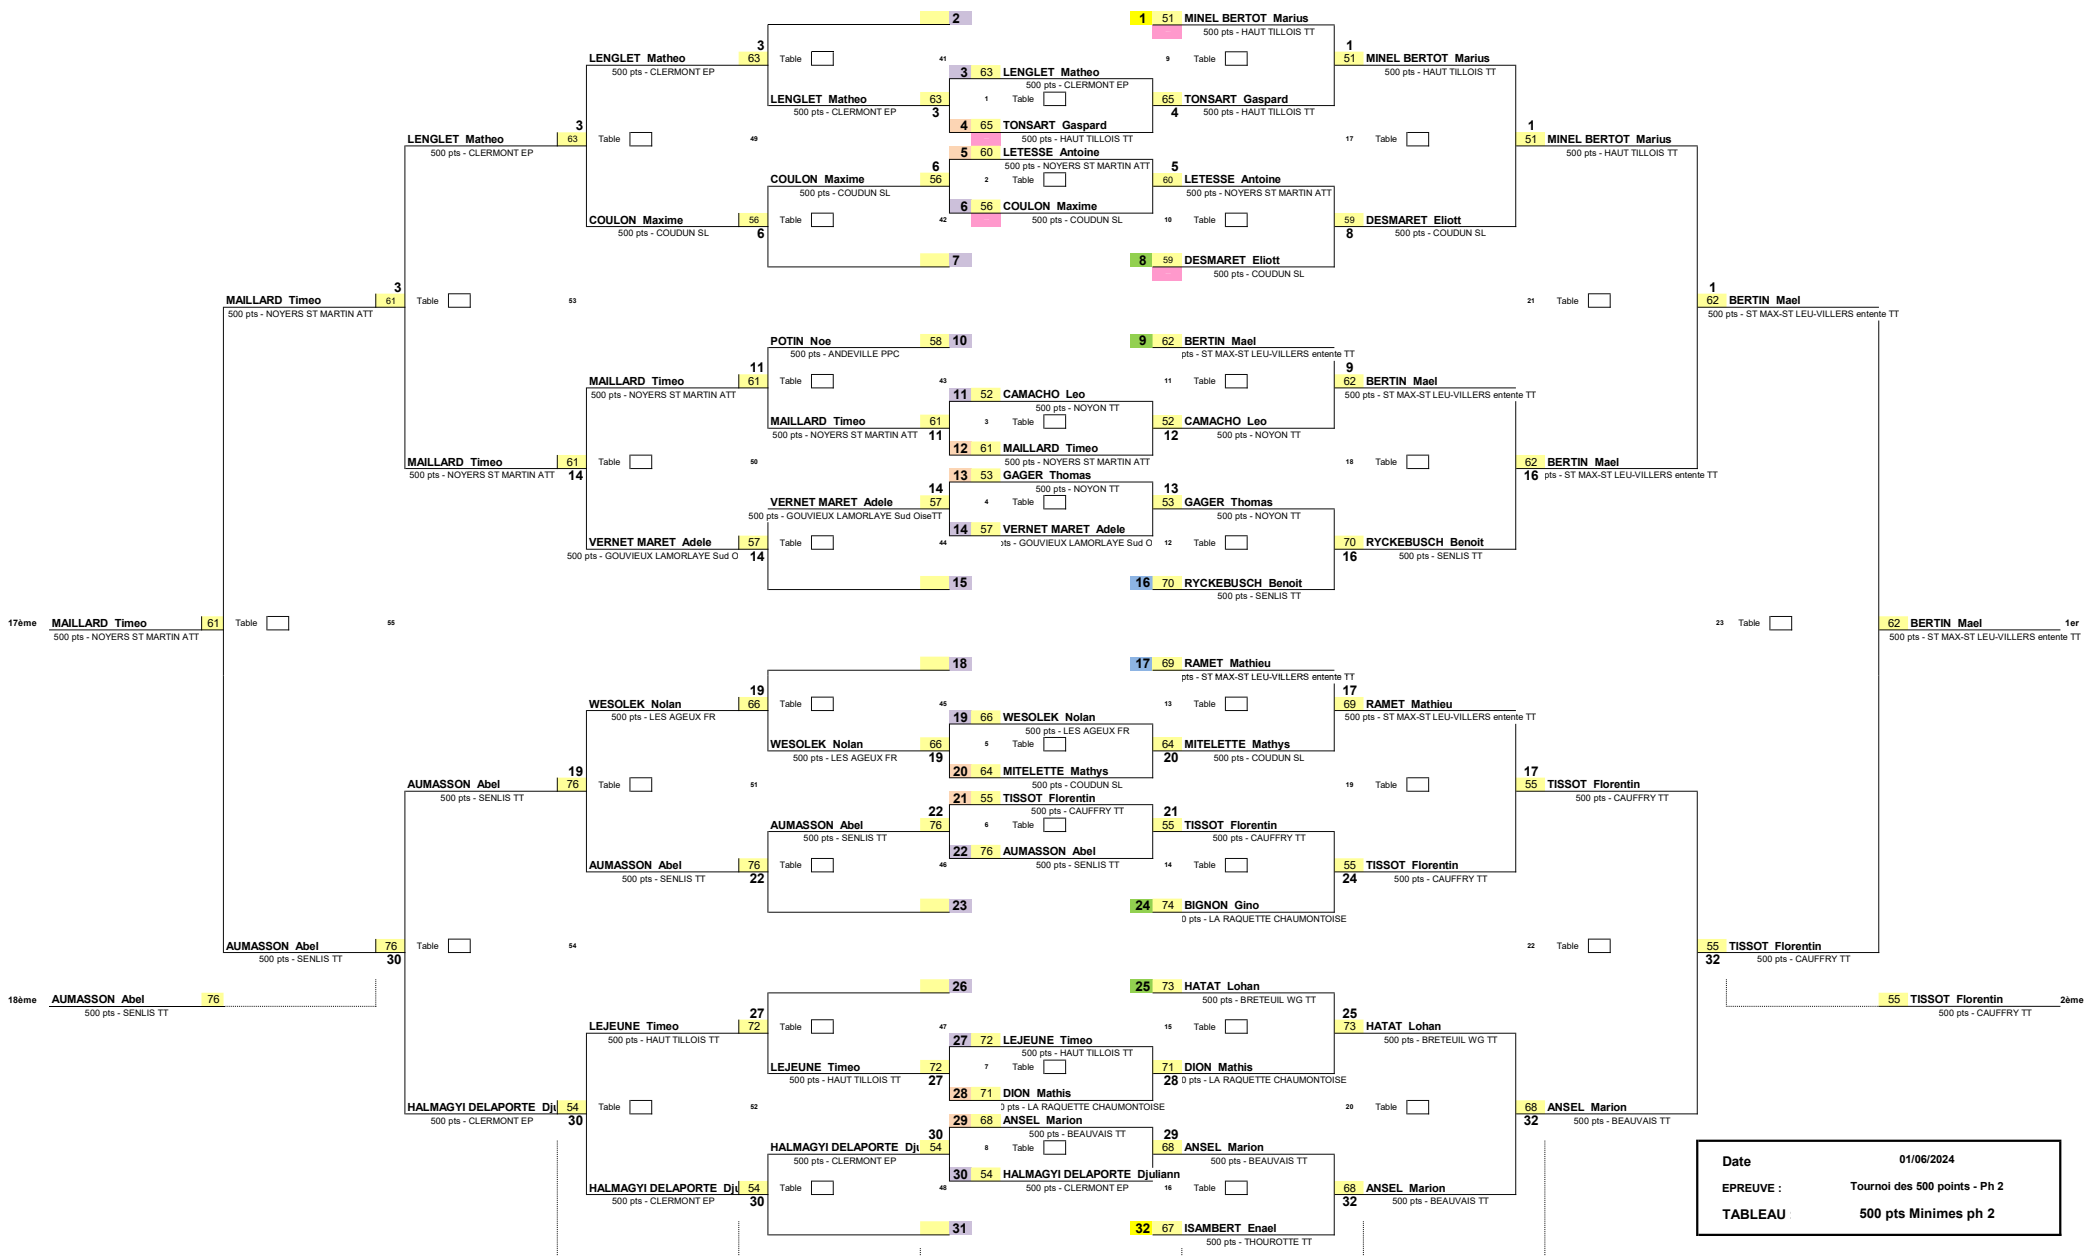 2
1 51 MINEL BERTOT Marius
500 pts - HAUT TILLOIS TT
3
LENGLET Matheo 63 Table 41
500 pts - CLERMONT EP
9 Table
1
51 MINEL BERTOT Marius
500 pts - HAUT TILLOIS TT
3 63 LENGLET Matheo
500 pts - CLERMONT EP
LENGLET Matheo 63
500 pts - CLERMONT EP 3
1 Table
65 TONSART Gaspard
4 500 pts - HAUT TILLOIS TT
4 65 TONSART Gaspard
500 pts - HAUT TILLOIS TT
3
LENGLET Matheo 63 Table 49
500 pts - CLERMONT EP
17 Table
1
51 MINEL BERTOT Marius
500 pts - HAUT TILLOIS TT
5 60 LETESSE Antoine
500 pts - NOYERS ST MARTIN ATT
6
COULON Maxime 56
500 pts - COUDUN SL
2 Table
5
60 LETESSE Antoine
500 pts - NOYERS ST MARTIN ATT
6 56 COULON Maxime
500 pts - COUDUN SL
COULON Maxime 56 Table 42
500 pts - COUDUN SL 6
10 Table
59 DESMARET Eliott
8 500 pts - COUDUN SL
7
8 59 DESMARET Eliott
500 pts - COUDUN SL
3
MAILLARD Timeo 61 Table 53
500 pts - NOYERS ST MARTIN ATT
21 Table
1
62 BERTIN Mael
500 pts - ST MAX-ST LEU-VILLERS entente TT
POTIN Noe 58 10
500 pts - ANDEVILLE PPC
9 62 BERTIN Mael
pts - ST MAX-ST LEU-VILLERS entente TT
11
MAILLARD Timeo 61 Table 43
500 pts - NOYERS ST MARTIN ATT
11 Table
9
62 BERTIN Mael
500 pts - ST MAX-ST LEU-VILLERS entente TT
11 52 CAMACHO Leo
500 pts - NOYON TT
MAILLARD Timeo 61
500 pts - NOYERS ST MARTIN ATT 11
3 Table
52 CAMACHO Leo
12 500 pts - NOYON TT
12 61 MAILLARD Timeo
500 pts - NOYERS ST MARTIN ATT
MAILLARD Timeo 61 Table 50
500 pts - NOYERS ST MARTIN ATT 14
18 Table
62 BERTIN Mael
16 pts - ST MAX-ST LEU-VILLERS entente TT
13 53 GAGER Thomas
500 pts - NOYON TT
14
VERNET MARET Adele 57
500 pts - GOUVIEUX LAMORLAYE Sud OiseTT
4 Table
13
53 GAGER Thomas
500 pts - NOYON TT
14 57 VERNET MARET Adele
pts - GOUVIEUX LAMORLAYE Sud O
VERNET MARET Adele 57 Table 44
500 pts - GOUVIEUX LAMORLAYE Sud O 14
12 Table
70 RYCKEBUSCH Benoit
16 500 pts - SENLIS TT
15
16 70 RYCKEBUSCH Benoit
500 pts - SENLIS TT
17ème MAILLARD Timeo 61 Table 55
500 pts - NOYERS ST MARTIN ATT
23 Table
62 BERTIN Mael 1er
500 pts - ST MAX-ST LEU-VILLERS entente TT
18
17 69 RAMET Mathieu
pts - ST MAX-ST LEU-VILLERS entente TT
19
WESOLEK Nolan 66 Table 45
500 pts - LES AGEUX FR
13 Table
17
69 RAMET Mathieu
500 pts - ST MAX-ST LEU-VILLERS entente TT
19 66 WESOLEK Nolan
500 pts - LES AGEUX FR
WESOLEK Nolan 66
500 pts - LES AGEUX FR 19
5 Table
64 MITELETTE Mathys
20 500 pts - COUDUN SL
20 64 MITELETTE Mathys
500 pts - COUDUN SL
19
AUMASSON Abel 76 Table 51
500 pts - SENLIS TT
19 Table
17
55 TISSOT Florentin
500 pts - CAUFFRY TT
21 55 TISSOT Florentin
500 pts - CAUFFRY TT
22
AUMASSON Abel 76
500 pts - SENLIS TT
6 Table
21
55 TISSOT Florentin
500 pts - CAUFFRY TT
22 76 AUMASSON Abel
500 pts - SENLIS TT
AUMASSON Abel 76 Table 46
500 pts - SENLIS TT 22
14 Table
55 TISSOT Florentin
24 500 pts - CAUFFRY TT
23
24 74 BIGNON Gino
0 pts - LA RAQUETTE CHAUMONTOISE
AUMASSON Abel 76 Table 54
500 pts - SENLIS TT 30
22 Table
55 TISSOT Florentin
32 500 pts - CAUFFRY TT
18ème AUMASSON Abel 76
500 pts - SENLIS TT
26
25 73 HATAT Lohan
500 pts - BRETEUIL WG TT
55 TISSOT Florentin 2ème
500 pts - CAUFFRY TT
27
LEJEUNE Timeo 72 Table 47
500 pts - HAUT TILLOIS TT
15 Table
25
73 HATAT Lohan
500 pts - BRETEUIL WG TT
27 72 LEJEUNE Timeo
500 pts - HAUT TILLOIS TT
LEJEUNE Timeo 72
500 pts - HAUT TILLOIS TT 27
7 Table
71 DION Mathis
28 0 pts - LA RAQUETTE CHAUMONTOISE
28 71 DION Mathis
0 pts - LA RAQUETTE CHAUMONTOISE
HALMAGYI DELAPORTE Dju 54 Table 52
500 pts - CLERMONT EP 30
20 Table
68 ANSEL Marion
32 500 pts - BEAUVAIS TT
29 68 ANSEL Marion
500 pts - BEAUVAIS TT
30
HALMAGYI DELAPORTE Dju 54
500 pts - CLERMONT EP
8 Table
29
68 ANSEL Marion
500 pts - BEAUVAIS TT
30 54 HALMAGYI DELAPORTE Djuliann
500 pts - CLERMONT EP
HALMAGYI DELAPORTE Dju 54 Table 48
500 pts - CLERMONT EP 30
16 Table
68 ANSEL Marion
32 500 pts - BEAUVAIS TT
31
32 67 ISAMBERT Enael
500 pts - THOUROTTE TT
Date 01/06/2024
EPREUVE : Tournoi des 500 points - Ph 2
TABLEAU : 500 pts Minimes ph 2